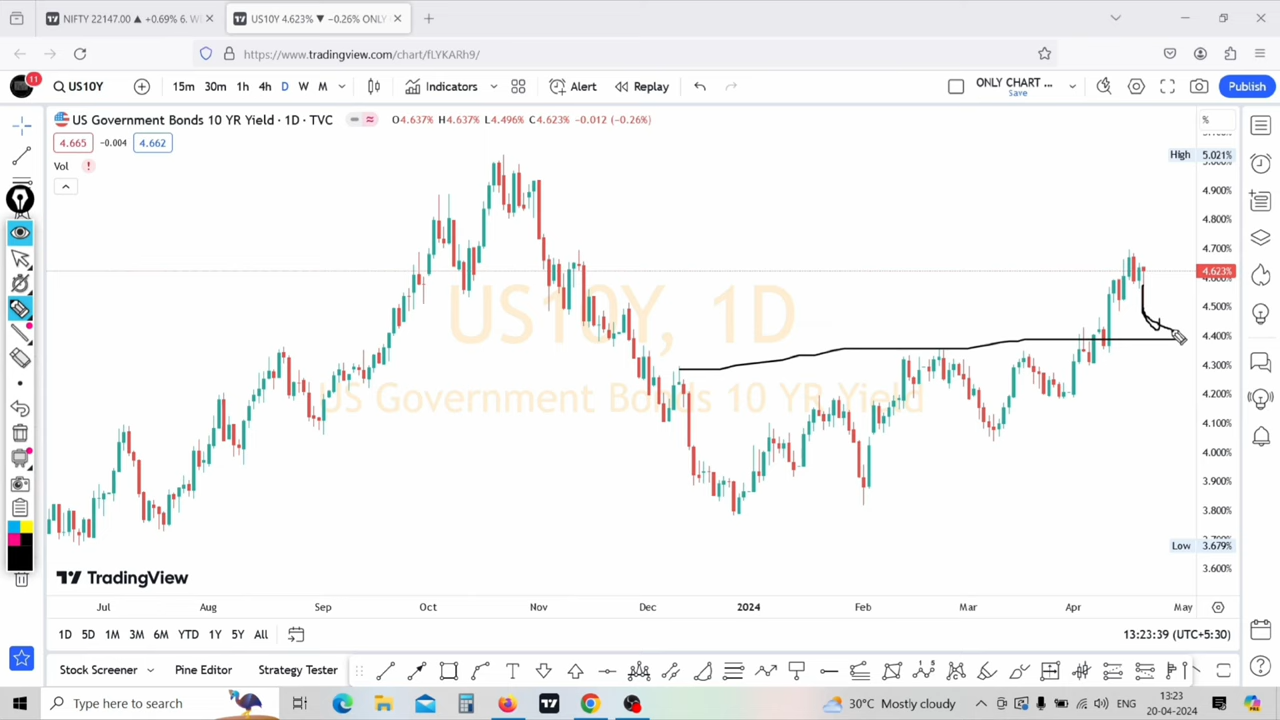 NIFTY 22147.00 ▲ +0.69% 6. W
US10Y 4.623% ▼ −0.26% ONLY
https://www.tradingview.com/chart/fLYKARh9/
11
US10Y
15m 30m 1h 4h D W M
Indicators
Alert
Replay
ONLY CHART ...
Save
Publish
US Government Bonds 10 YR Yield · 1D · TVC
O4.637% H4.637% L4.496% C4.623% −0.012 (−0.26%)
%
4.665 -0.004 4.662
Vol
High 5.021%
4.900%
4.800%
4.700%
4.623%
4.500%
4.400%
4.300%
4.200%
4.100%
4.000%
3.900%
3.800%
Low 3.679%
3.600%
US10Y, 1D
US Government Bonds 10 YR Yield
TradingView
Jul Aug Sep Oct Nov Dec 2024 Feb Mar Apr May
1D 5D 1M 3M 6M YTD 1Y 5Y All
13:23:39 (UTC+5:30)
Stock Screener
Pine Editor
Strategy Tester
Type here to search
30°C Mostly cloudy
ENG
13:23
20-04-2024